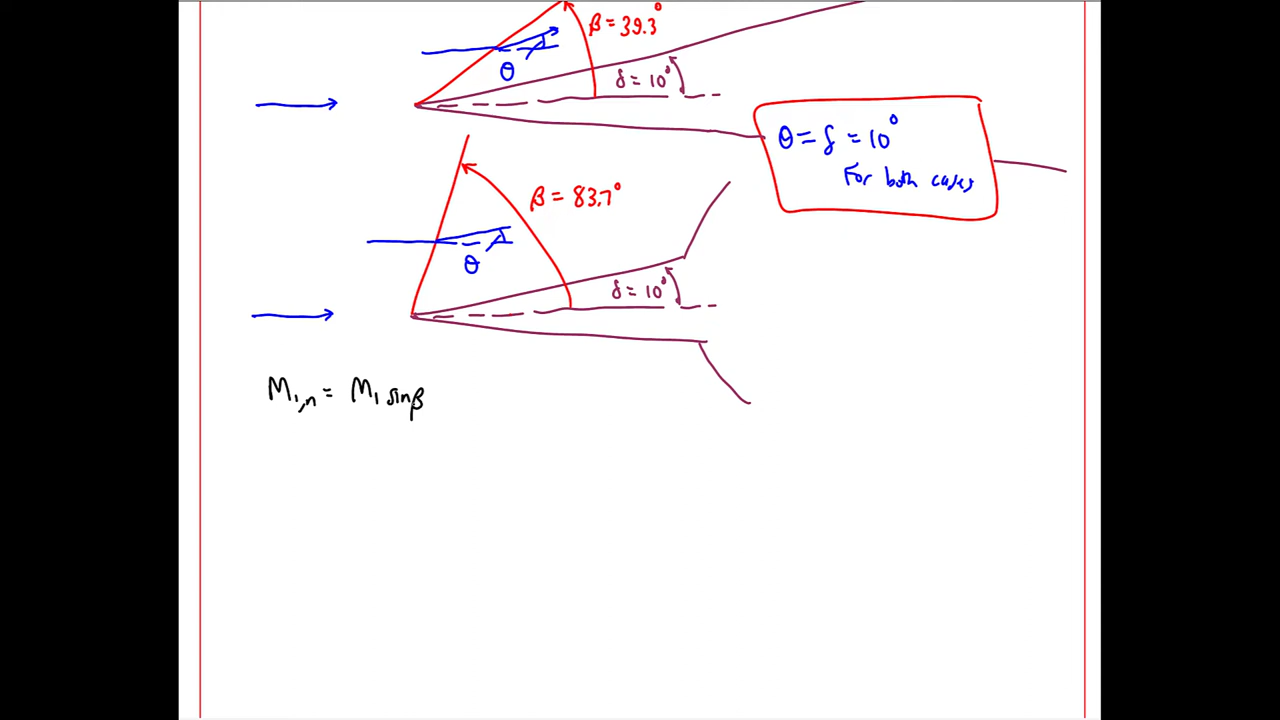 β = 39.3°
θ
δ = 10°
θ = δ = 10°
For both cases
β = 83.7°
θ
δ = 10°
M₁,n = M₁ sinβ